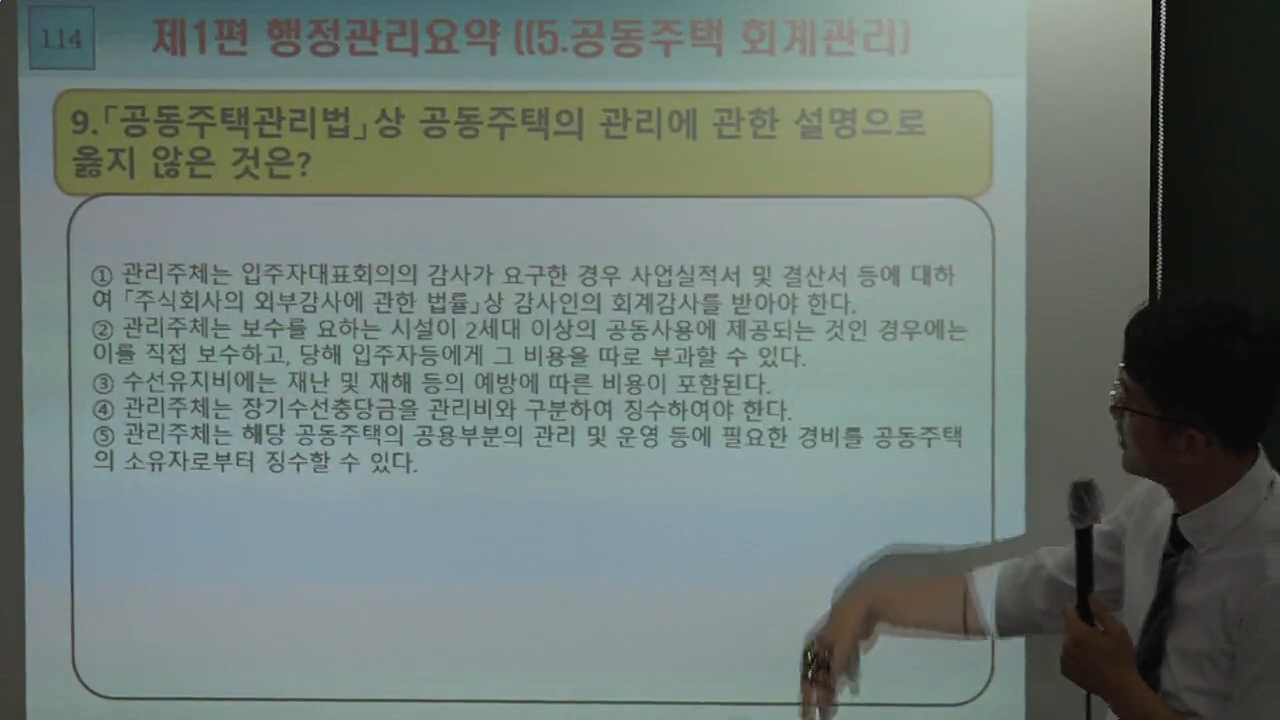 114
제1편 행정관리요약 ((5.공동주택 회계관리)
9.「공동주택관리법」상 공동주택의 관리에 관한 설명으로
옳지 않은 것은?
① 관리주체는 입주자대표회의의 감사가 요구한 경우 사업실적서 및 결산서 등에 대하
여 「주식회사의 외부감사에 관한 법률」상 감사인의 회계감사를 받아야 한다.
② 관리주체는 보수를 요하는 시설이 2세대 이상의 공동사용에 제공되는 것인 경우에는
이를 직접 보수하고, 당해 입주자등에게 그 비용을 따로 부과할 수 있다.
③ 수선유지비에는 재난 및 재해 등의 예방에 따른 비용이 포함된다.
④ 관리주체는 장기수선충당금을 관리비와 구분하여 징수하여야 한다.
⑤ 관리주체는 해당 공동주택의 공용부분의 관리 및 운영 등에 필요한 경비를 공동주택
의 소유자로부터 징수할 수 있다.